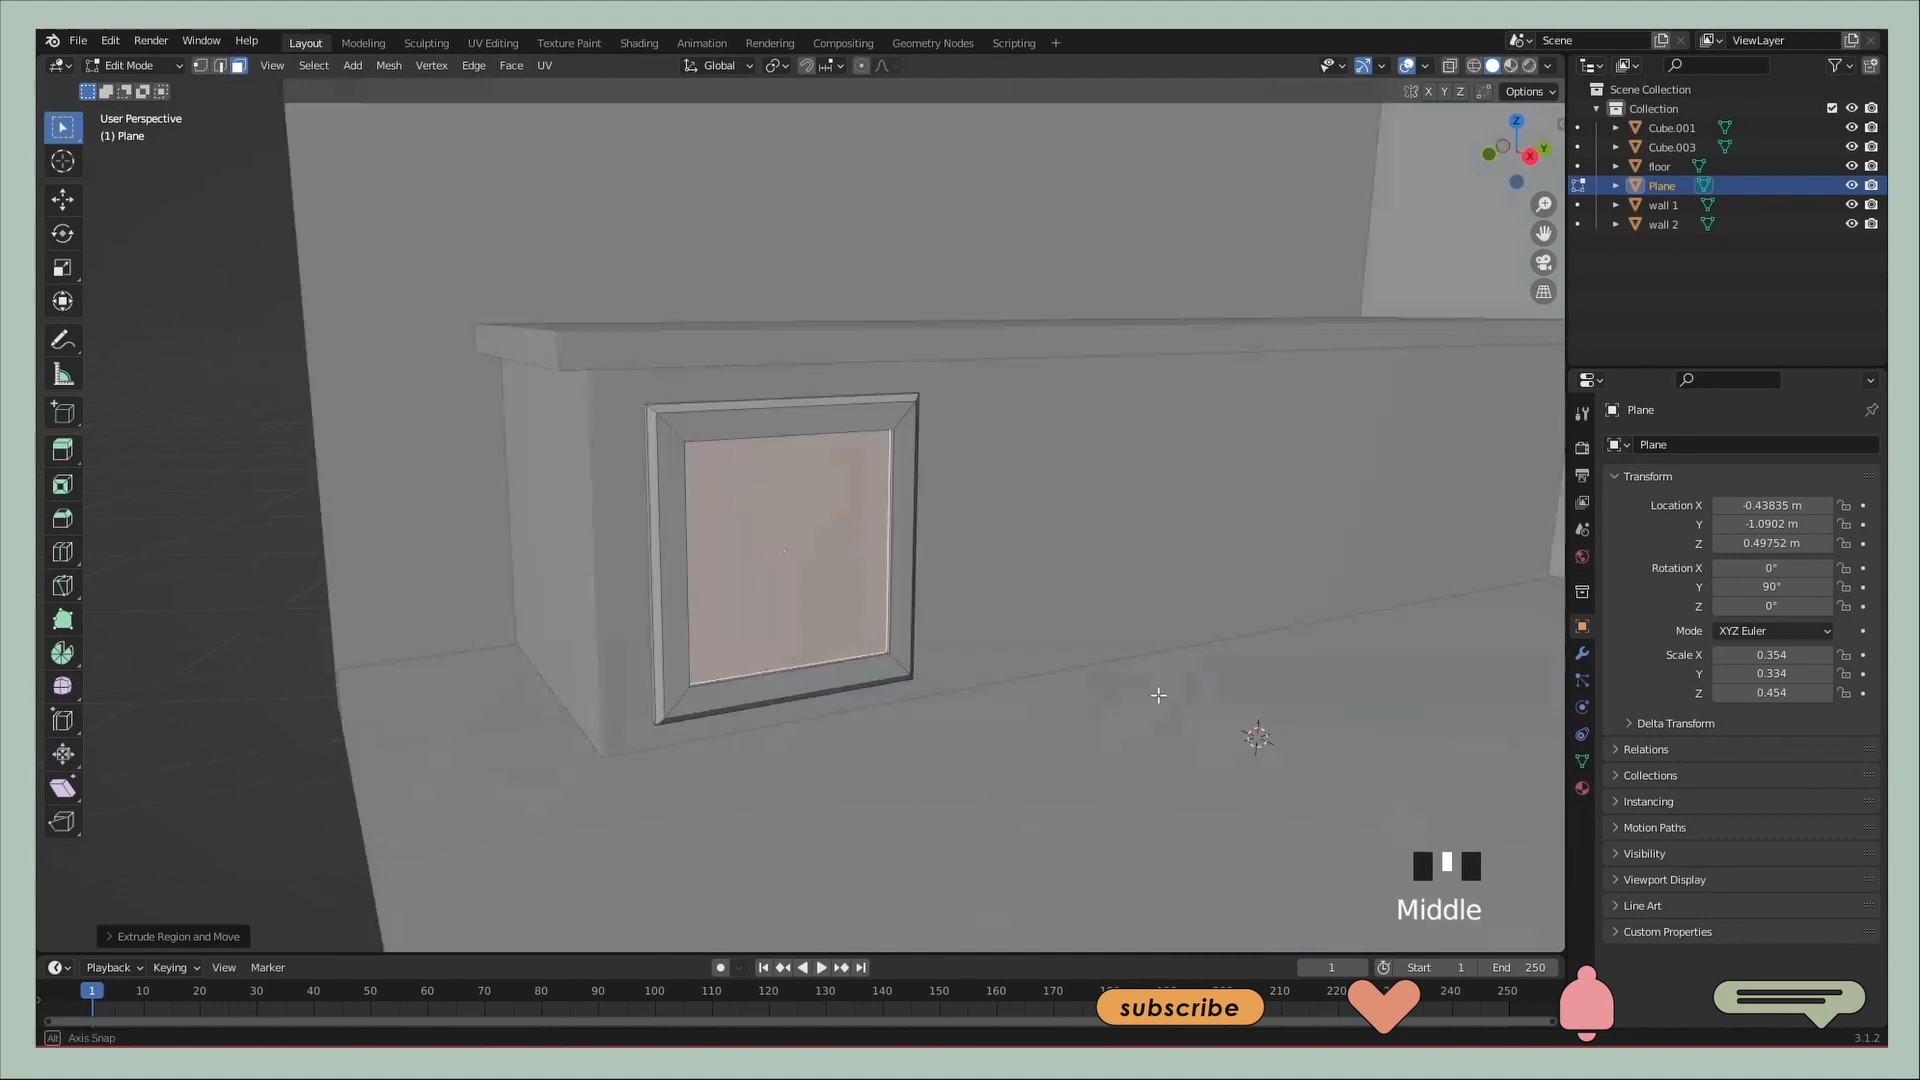 File Edit Render Window Help Layout Modeling Sculpting UV Editing Texture Paint Shading Animation Rendering Compositing Geometry Nodes Scripting + Scene ViewLayer
Edit Mode View Select Add Mesh Vertex Edge Face UV Global
X Y Z Options
User Perspective
(1) Plane
Z
Y
X
Scene Collection
Collection
Cube.001
Cube.003
floor
Plane
wall 1
wall 2
Plane
Plane
Transform
Location X -0.43835 m
Y -1.0902 m
Z 0.49752 m
Rotation X 0°
Y 90°
Z 0°
Mode XYZ Euler
Scale X 0.354
Y 0.334
Z 0.454
Delta Transform
Relations
Collections
Instancing
Motion Paths
Visibility
Viewport Display
Line Art
Custom Properties
Middle
Extrude Region and Move
Playback Keying View Marker 1 Start 1 End 250
1 10 20 30 40 50 60 70 80 90 100 110 120 130 140 150 160 170 180 190 200 210 220 230 240 250
subscribe
Alt Axis Snap 3.1.2